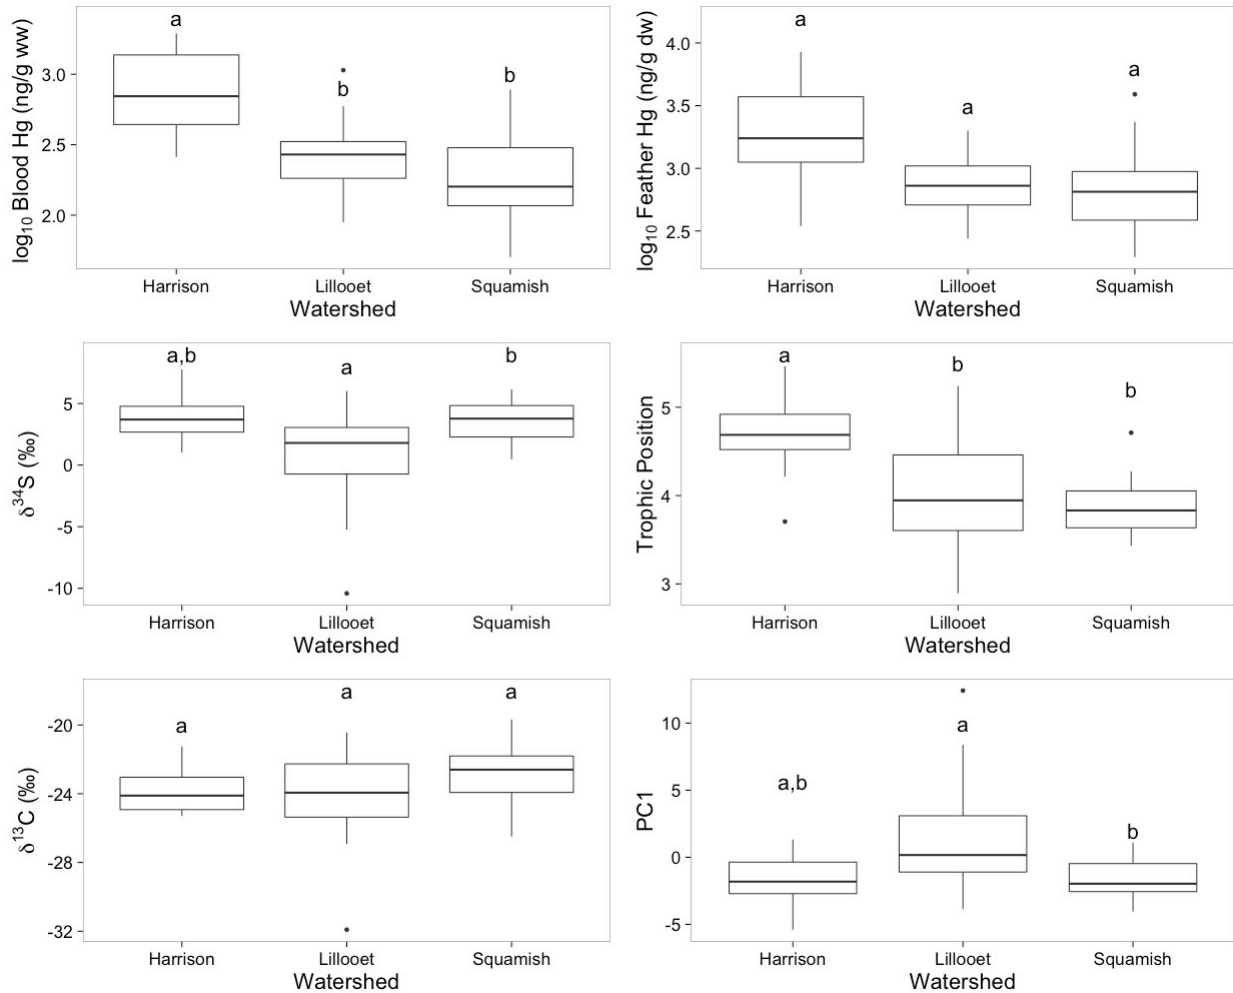 log₁₀ Blood Hg (ng/g ww)
3.0
2.5
2.0
a
b
b
Harrison Lillooet Squamish
Watershed
log₁₀ Feather Hg (ng/g dw)
4.0
3.5
3.0
2.5
a
a
a
Harrison Lillooet Squamish
Watershed
δ³⁴S (‰)
5
0
-5
-10
a,b
a
b
Harrison Lillooet Squamish
Watershed
Trophic Position
5
4
3
a
b
b
Harrison Lillooet Squamish
Watershed
δ¹³C (‰)
-20
-24
-28
-32
a
a
a
Harrison Lillooet Squamish
Watershed
PC1
10
5
0
-5
a,b
a
b
Harrison Lillooet Squamish
Watershed